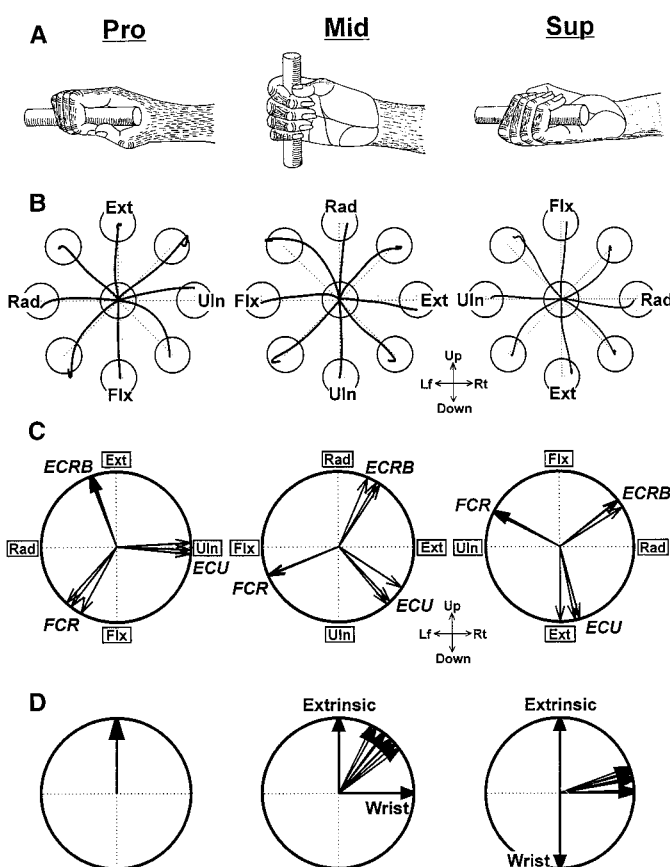 Pro Mid Sup
A
B
Ext Rad Flx
Rad Uln Flx Ext Uln Rad
Flx Uln Ext
Up
Lf Rt
Down
C
Ext Rad Flx
ECRB ECRB ECRB
FCR
Rad Uln Flx Ext Uln Rad
ECU
FCR
FCR ECU ECU
Flx Uln Ext
Up
Lf Rt
Down
D
Extrinsic Extrinsic
Wrist
Wrist